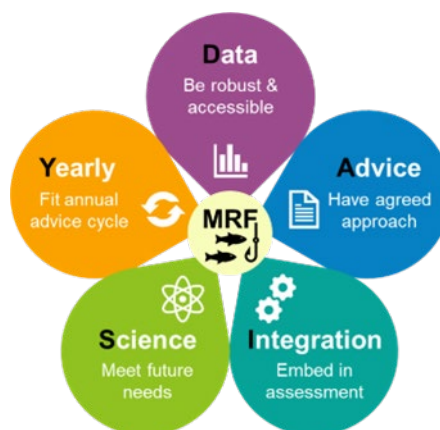 Data
Be robust &
accessible
Yearly
Fit annual
advice cycle
Advice
Have agreed
approach
MRF
Science
Meet future
needs
Integration
Embed in
assessment